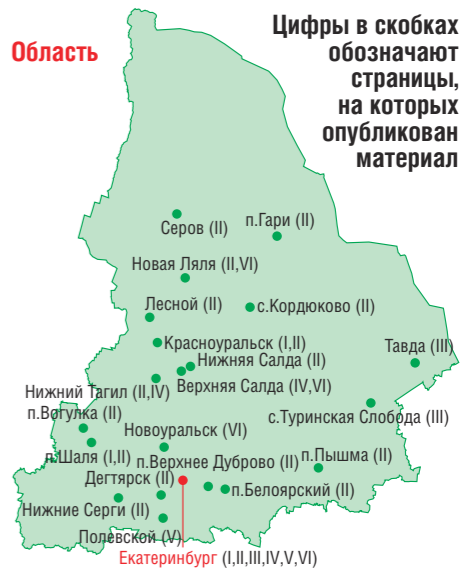 Область
Цифры в скобках
обозначают
страницы,
на которых
опубликован
материал
Серов (II)
п.Гари (II)
Новая Ляля (II,VI)
Лесной (II)
с.Кордюково (II)
Красноуральск (I,II)
Нижняя Салда (II)
Тавда (III)
Верхняя Салда (IV,VI)
Нижний Тагил (II,IV)
п.Вогулка (II)
с.Туринская Слобода (III)
Новоуральск (VI)
п.Шаля (I,II)
п.Верхнее Дуброво (II)
п.Пышма (II)
Дегтярск (II)
п.Белоярский (II)
Нижние Серги (II)
Полевской (V)
Екатеринбург (I,II,III,IV,V,VI)